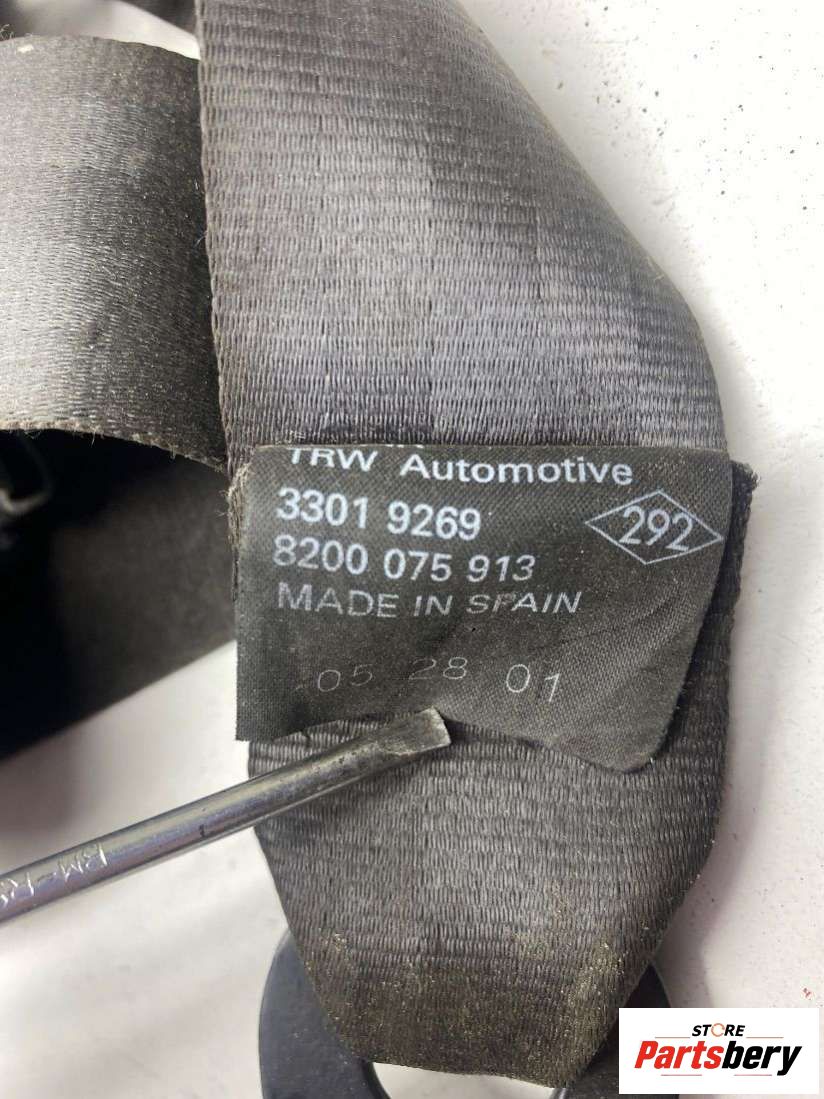 TRW Automotive
3301 9269
292
8200 075 913
MADE IN SPAIN
05 28 01
STORE
Partsbery